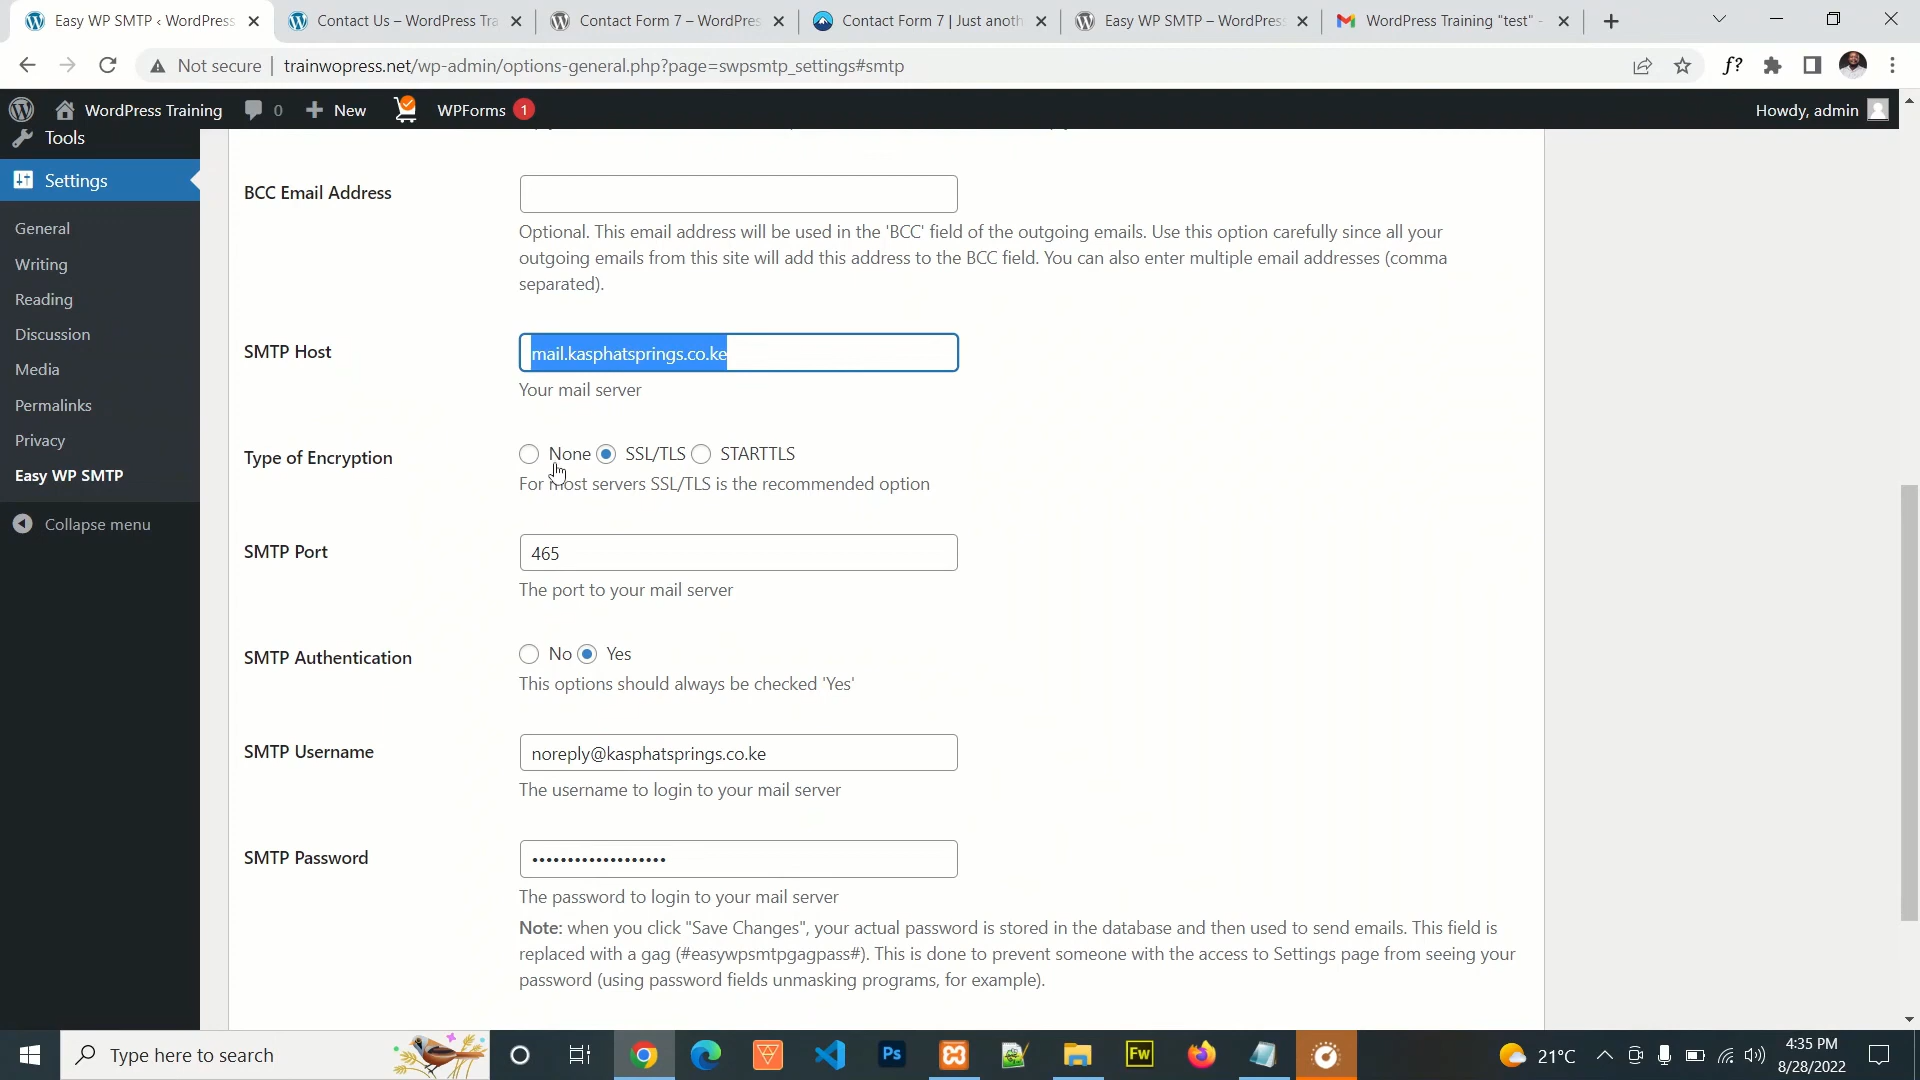 Easy WP SMTP ‹ WordPress
Contact Us – WordPress Tra
Contact Form 7 – WordPres
Contact Form 7 | Just anoth
Easy WP SMTP – WordPress
WordPress Training "test" -
Not secure
trainwopress.net/wp-admin/options-general.php?page=swpsmtp_settings#smtp
f?
WordPress Training
0
New
WPForms
1
Howdy, admin
Tools
Settings
General
Writing
Reading
Discussion
Media
Permalinks
Privacy
Easy WP SMTP
Collapse menu
BCC Email Address
Optional. This email address will be used in the 'BCC' field of the outgoing emails. Use this option carefully since all your
outgoing emails from this site will add this address to the BCC field. You can also enter multiple email addresses (comma
separated).
SMTP Host
mail.kasphatsprings.co.ke
Your mail server
Type of Encryption
None SSL/TLS STARTTLS
For most servers SSL/TLS is the recommended option
SMTP Port
465
The port to your mail server
SMTP Authentication
No Yes
This options should always be checked 'Yes'
SMTP Username
noreply@kasphatsprings.co.ke
The username to login to your mail server
SMTP Password
•••••••••••••••••••
The password to login to your mail server
Note: when you click "Save Changes", your actual password is stored in the database and then used to send emails. This field is
replaced with a gag (#easywpsmtpgagpass#). This is done to prevent someone with the access to Settings page from seeing your
password (using password fields unmasking programs, for example).
Type here to search
Ps
Fw
21°C
4:35 PM
8/28/2022